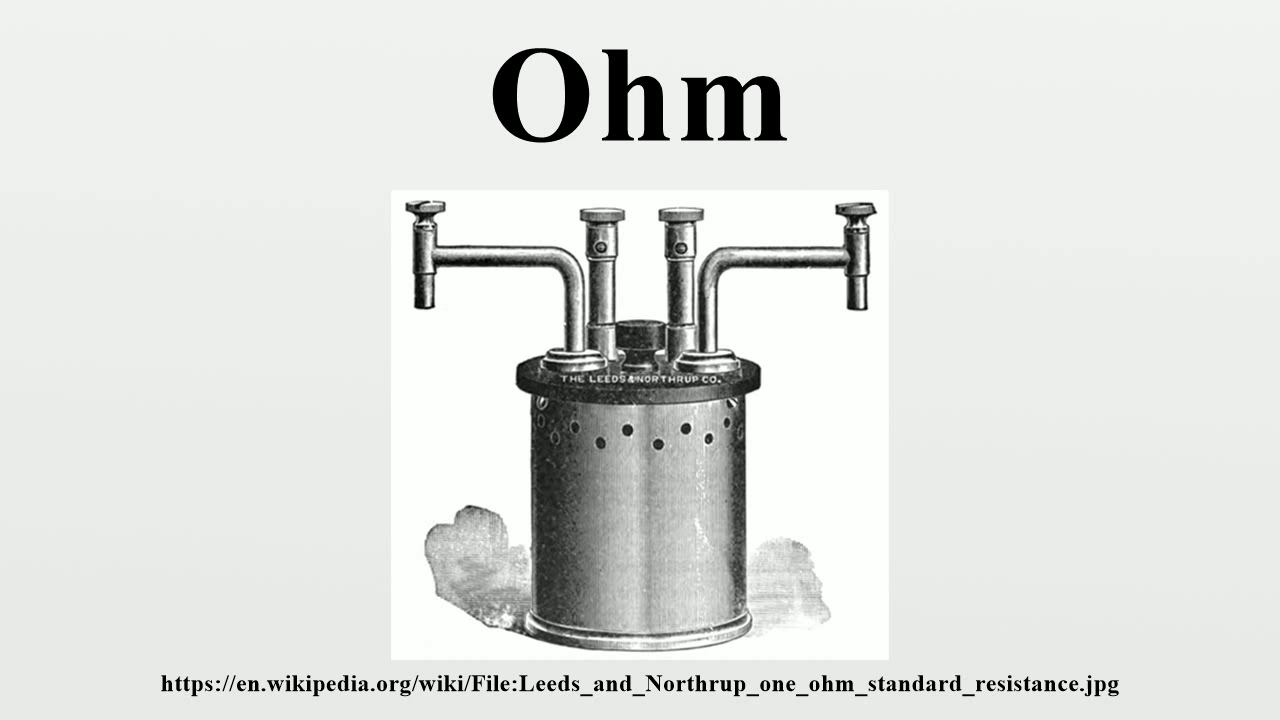 Ohm
THE LEEDS & NORTHRUP CO.
https://en.wikipedia.org/wiki/File:Leeds_and_Northrup_one_ohm_standard_resistance.jpg